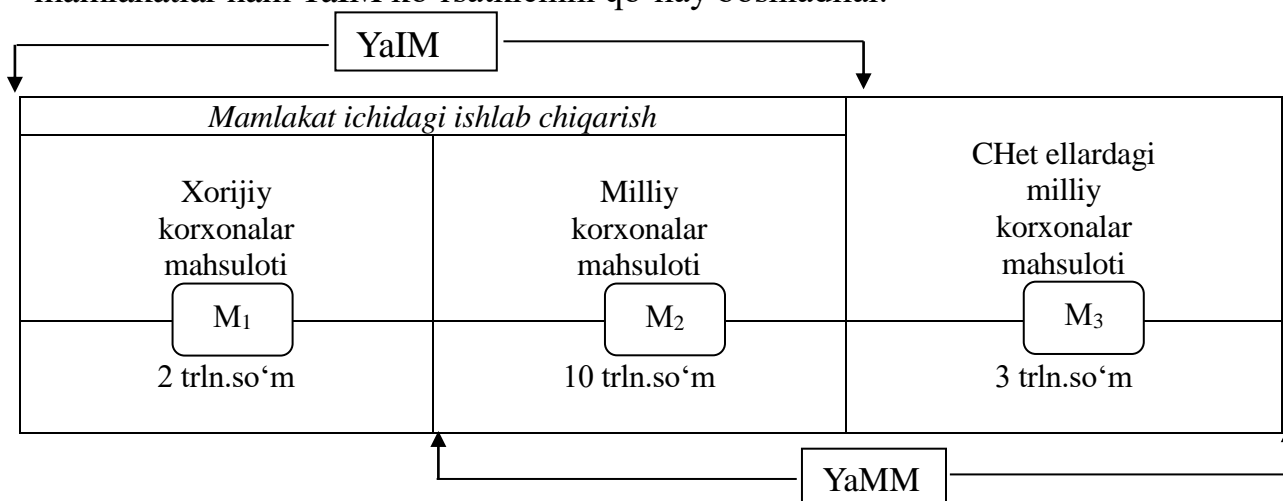 YaIM
Mamlakat ichidagi ishlab chiqarish
Xorijiy
korxonalar
mahsuloti
M₁
2 trln.so‘m
Milliy
korxonalar
mahsuloti
M₂
10 trln.so‘m
CHet ellardagi
milliy
korxonalar
mahsuloti
M₃
3 trln.so‘m
YaMM